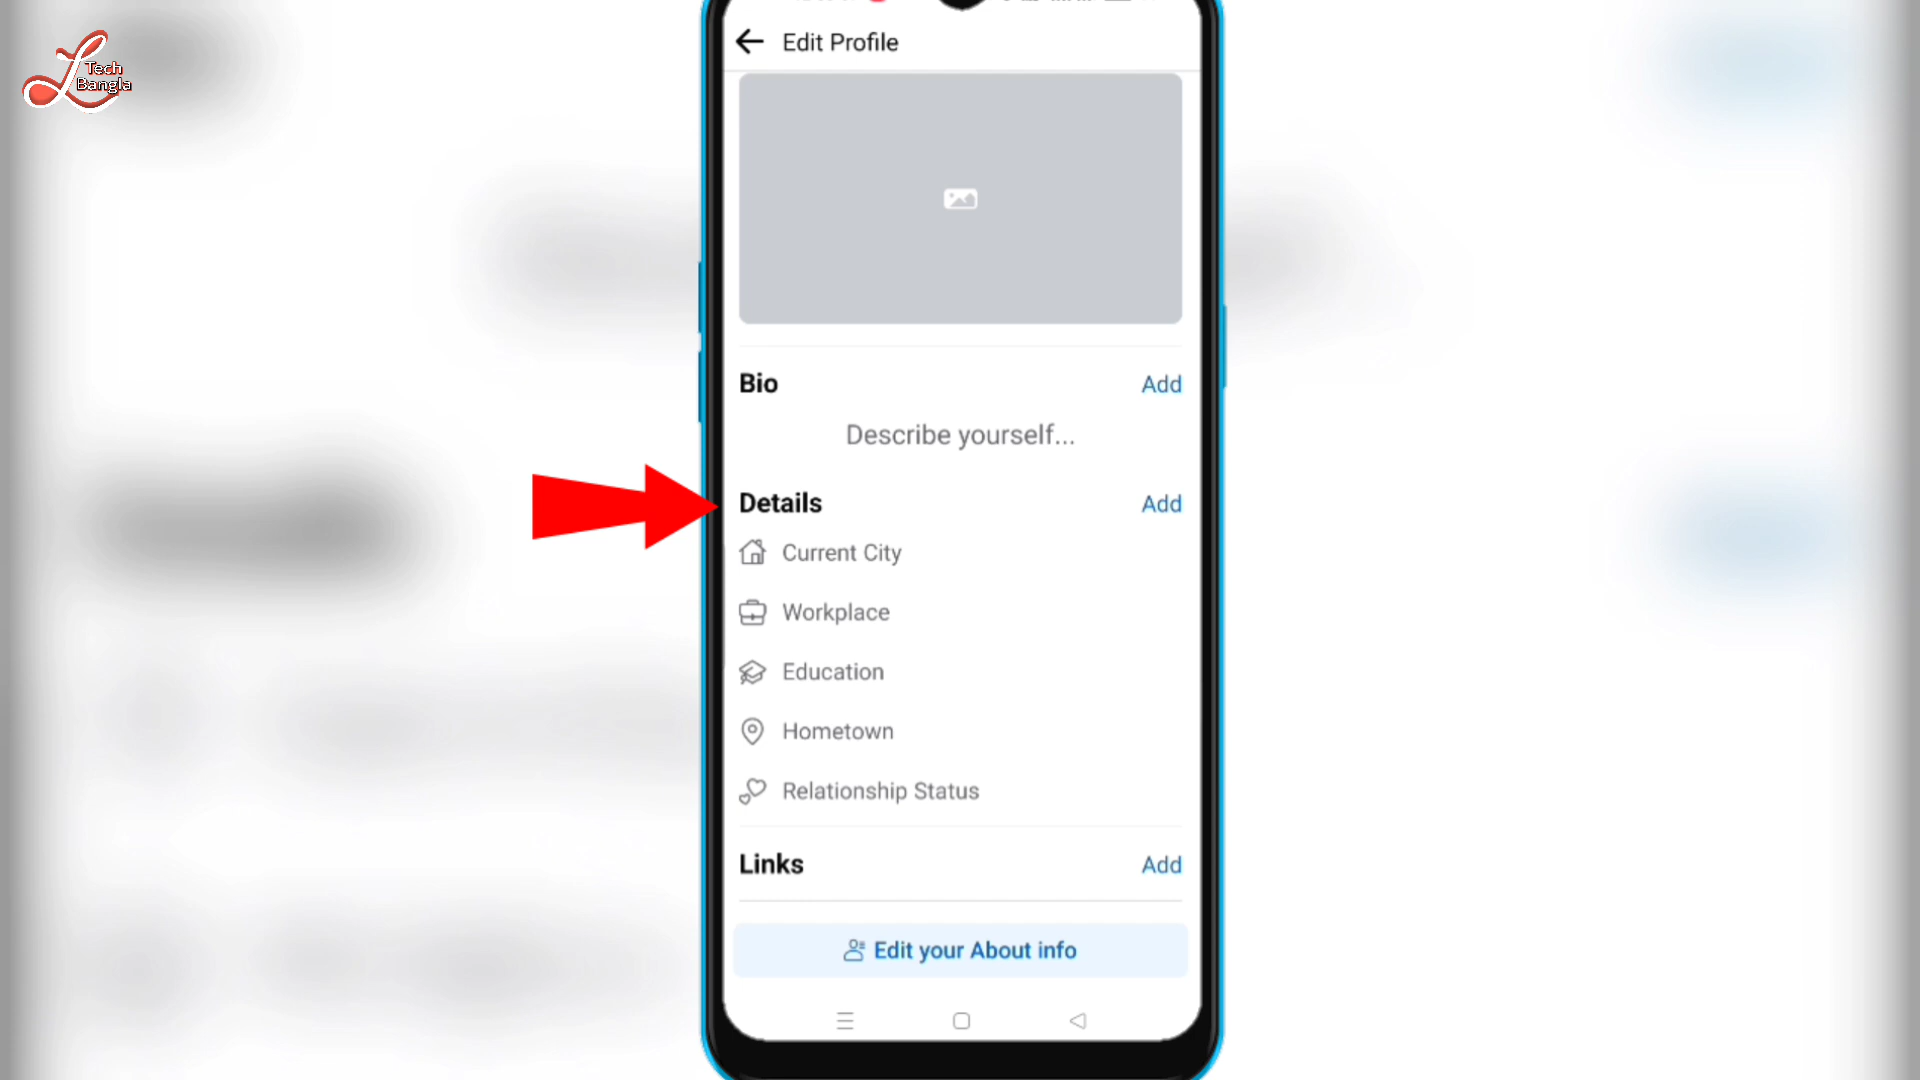 Tech
Bangla
Edit Profile
Bio
Add
Describe yourself...
Details
Add
Current City
Workplace
Education
Hometown
Relationship Status
Links
Add
Edit your About info